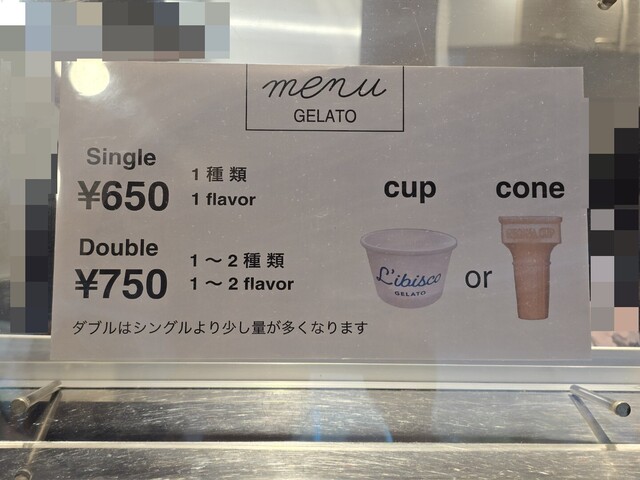 menu
GELATO
Single
¥650
1 種 類
1 flavor
Double
¥750
1 ～ 2 種 類
1 ～ 2 flavor
ダブルはシングルより少し量が多くなります
cup
cone
L'ibisco
GELATO
or